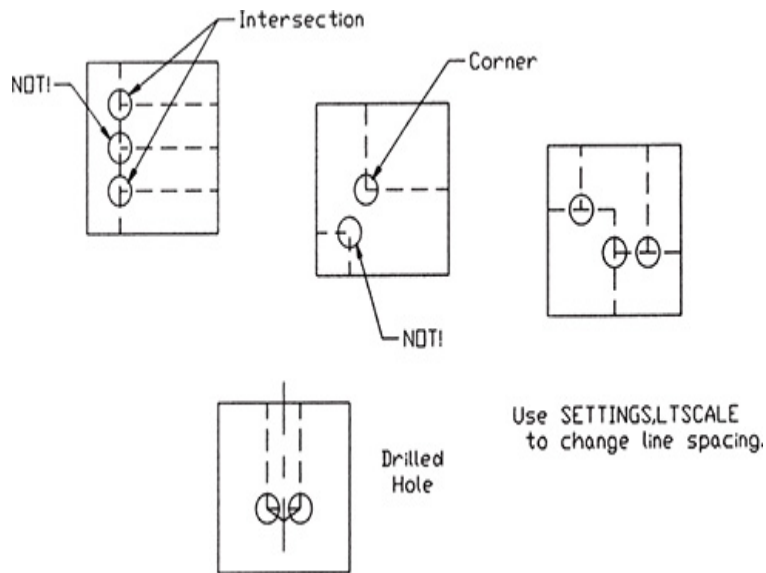 Intersection
NOT!
Corner
NOT!
Use SETTINGS,LTSCALE
to change line spacing.
Drilled
Hole